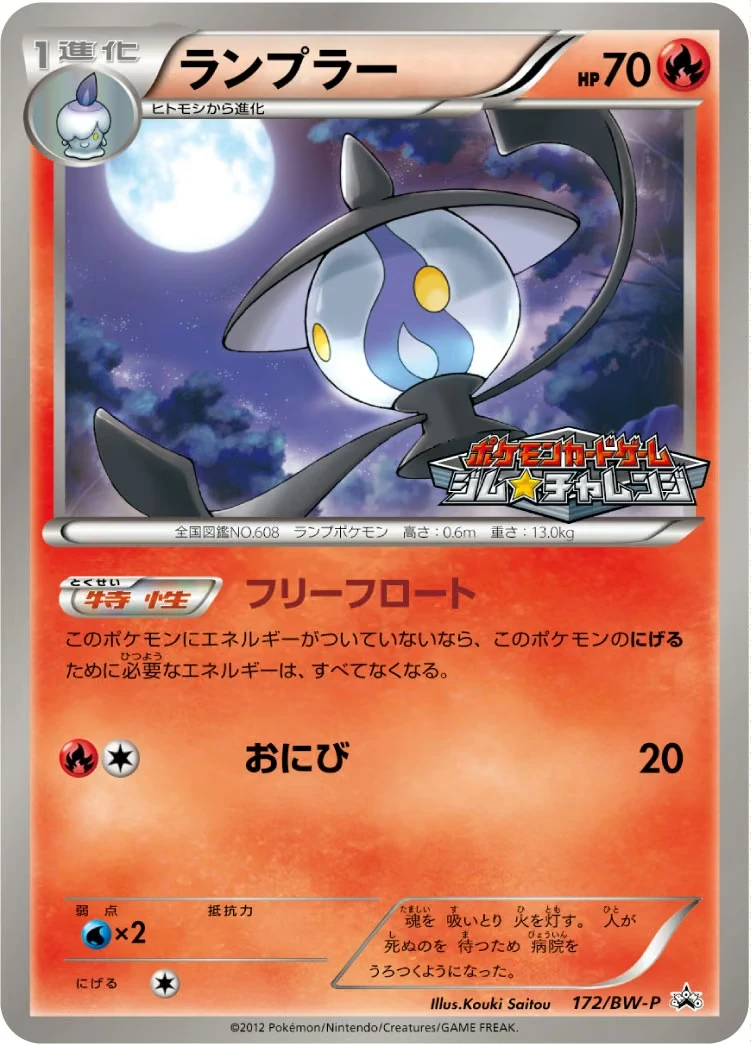 1進化
ランプラー
HP70
ヒトモシから進化
ポケモンカードゲーム
ジム★チャレンジ
全国図鑑NO.608 ランプポケモン 高さ：0.6m 重さ：13.0kg
とくせい
特性 フリーフロート
このポケモンにエネルギーがついていないなら、このポケモンのにげる
ひつよう
ために必要なエネルギーは、すべてなくなる。
おにび 20
弱点 抵抗力
×2
にげる
たましい す ひ とも ひと
魂を 吸いとり 火を灯す。 人が
し ま びょういん
死ぬのを 待つため 病院を
うろつくようになった。
Illus.Kouki Saitou 172/BW-P
©2012 Pokémon/Nintendo/Creatures/GAME FREAK.